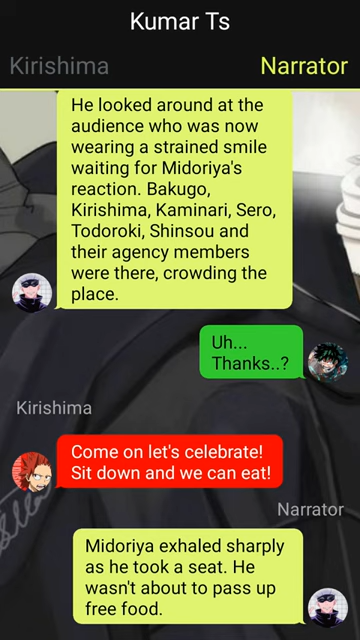 Kumar Ts
Kirishima
Narrator
He looked around at the
audience who was now
wearing a strained smile
waiting for Midoriya's
reaction. Bakugo,
Kirishima, Kaminari, Sero,
Todoroki, Shinsou and
their agency members
were there, crowding the
place.
Uh...
Thanks..?
Kirishima
Come on let's celebrate!
Sit down and we can eat!
Narrator
Midoriya exhaled sharply
as he took a seat. He
wasn't about to pass up
free food.